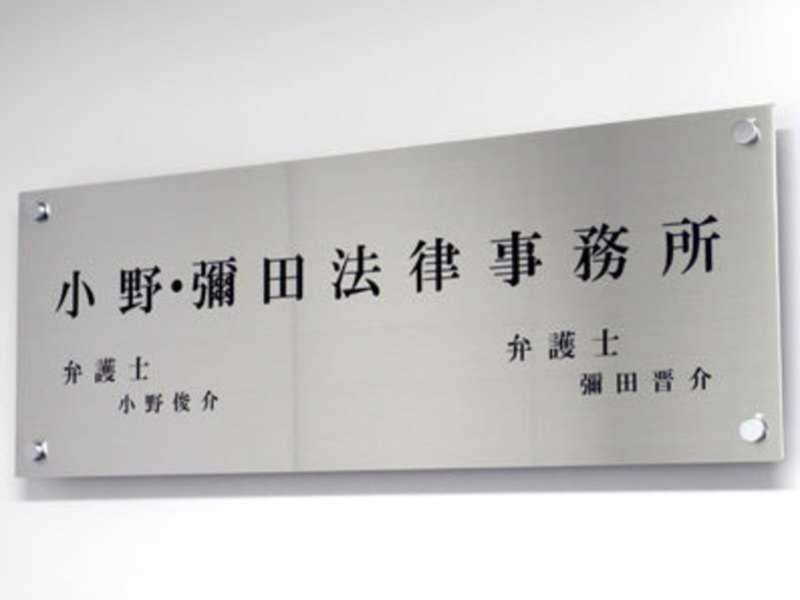 小野・彌田法律事務所
弁護士
小野俊介
弁護士
彌田晋介